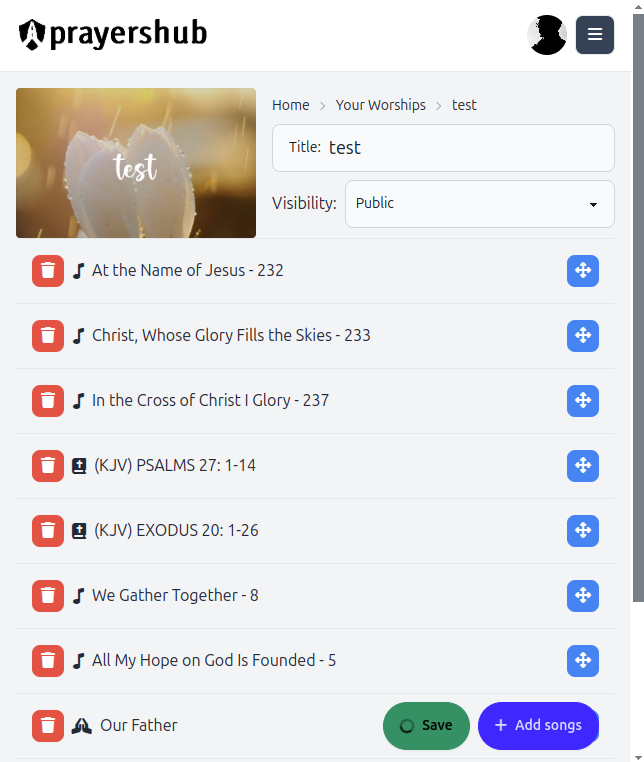 prayershub
test
Home > Your Worships > test
Title: test
Visibility: Public
At the Name of Jesus - 232
Christ, Whose Glory Fills the Skies - 233
In the Cross of Christ I Glory - 237
(KJV) PSALMS 27: 1-14
(KJV) EXODUS 20: 1-26
We Gather Together - 8
All My Hope on God Is Founded - 5
Our Father
Save
+ Add songs